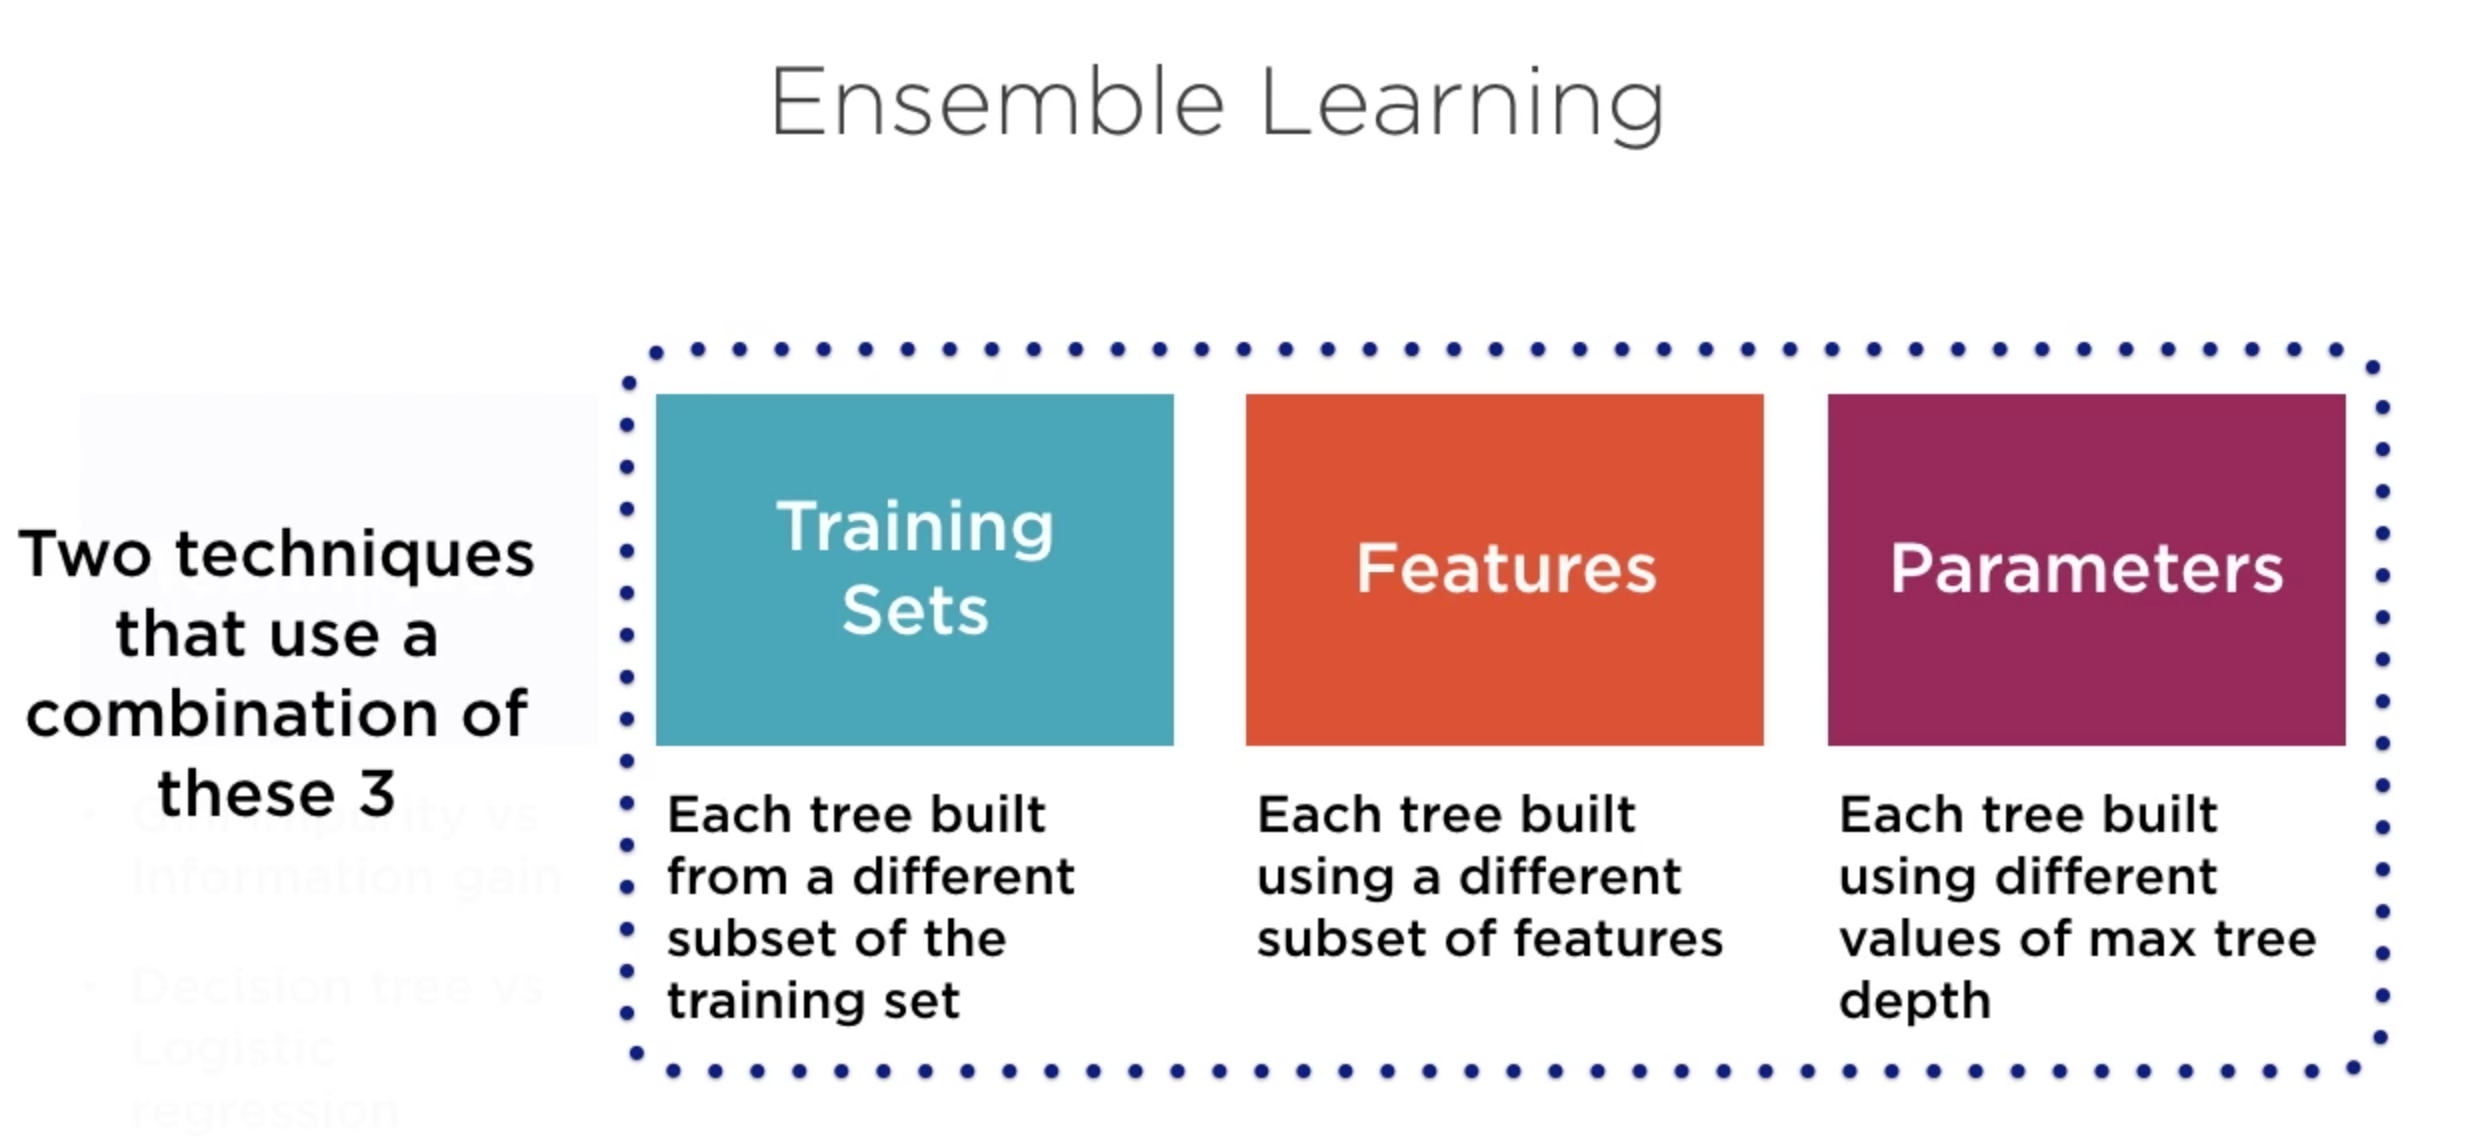 Ensemble Learning
Two techniques
that use a
combination of
these 3
Training
Sets
Features
Parameters
Each tree built
from a different
subset of the
training set
Each tree built
using a different
subset of features
Each tree built
using different
values of max tree
depth
• Gini Impurity vs
Information gain
• Decision tree vs
Logistic
regression